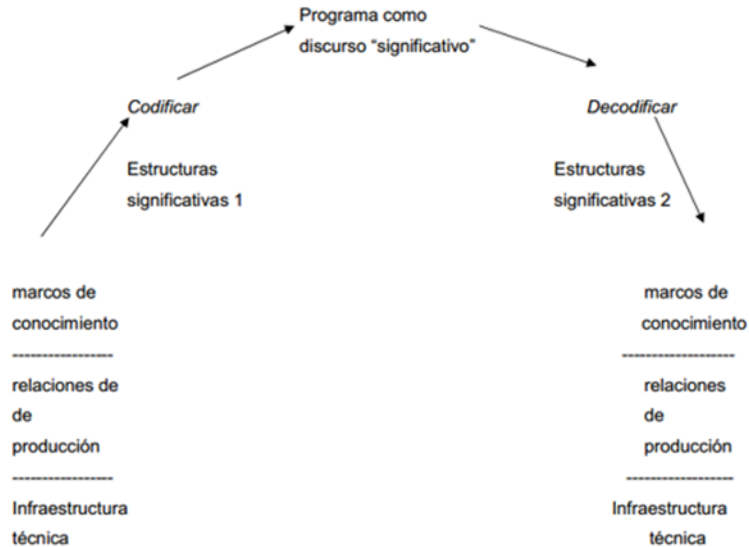 Programa como
discurso “significativo”
Codificar
Decodificar
Estructuras
significativas 1
Estructuras
significativas 2
marcos de
conocimiento
-----------------
relaciones de
de
producción
-----------------
Infraestructura
técnica
marcos de
conocimiento
-------------------
relaciones
de
producción
------------------
Infraestructura
técnica